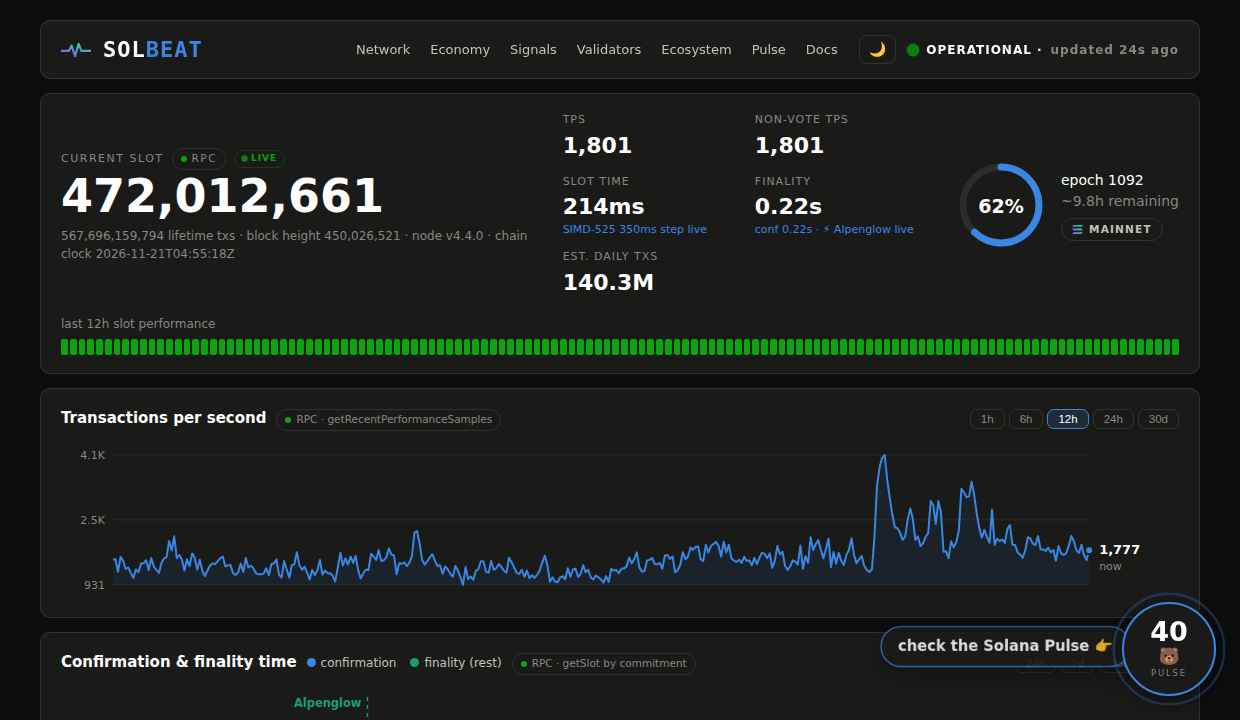 SOLBEAT
Network Economy Signals Validators Ecosystem Pulse Docs
OPERATIONAL · updated 24s ago
CURRENT SLOT RPC LIVE
472,012,661
567,696,159,794 lifetime txs · block height 450,026,521 · node v4.4.0 · chain
clock 2026-11-21T04:55:18Z
TPS
1,801
NON-VOTE TPS
1,801
SLOT TIME
214ms
SIMD-525 350ms step live
FINALITY
0.22s
conf 0.22s · ⚡ Alpenglow live
EST. DAILY TXS
140.3M
62%
epoch 1092
~9.8h remaining
MAINNET
last 12h slot performance
Transactions per second RPC · getRecentPerformanceSamples
1h 6h 12h 24h 30d
4.1K
2.5K
931
1,777
now
Confirmation & finality time confirmation finality (rest) RPC · getSlot by commitment
24h 7d
Alpenglow
check the Solana Pulse 👉
40
PULSE